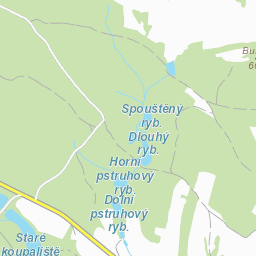 Spouštěný
ryb.
Dlouhý
ryb.
Horní
pstruhový
ryb.
Dolní
pstruhový
ryb.
Staré
koupaliště